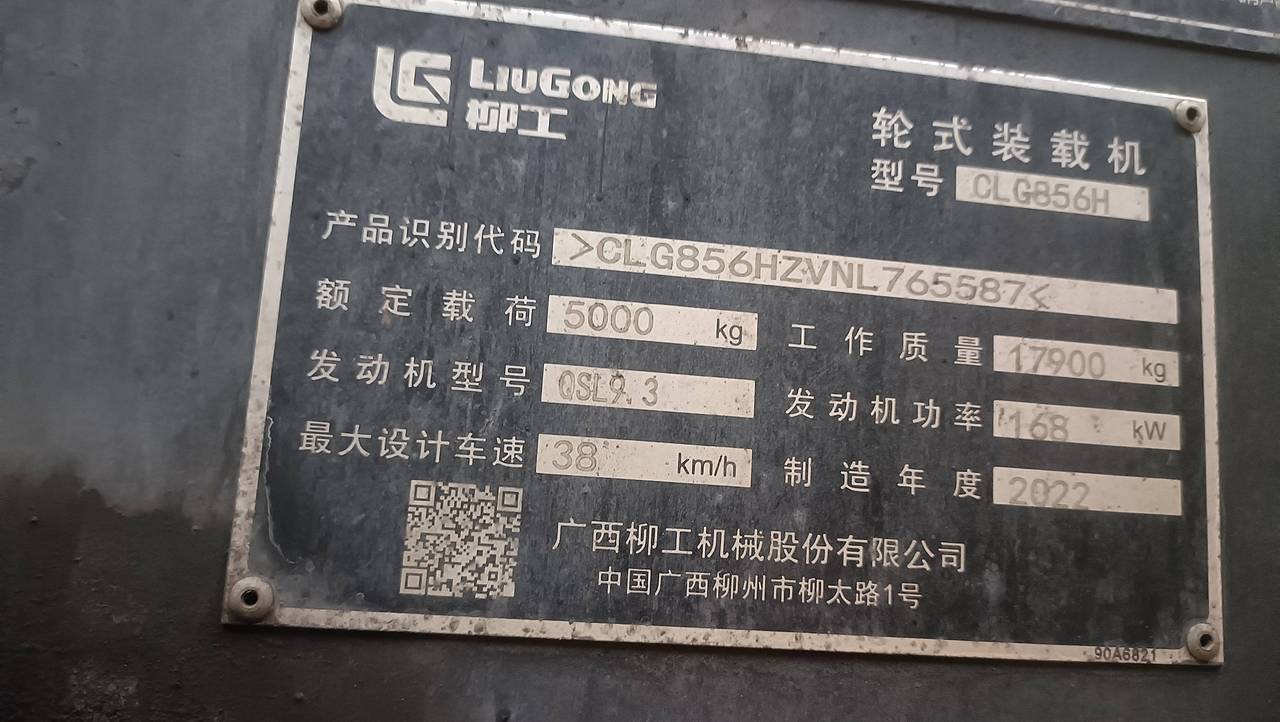 LIUGONG
柳工
轮式装载机
型号 CLG856H
产品识别代码 >CLG856HZVNL765587<
额定载荷 5000 kg 工作质量 17900 kg
发动机型号 QSL9.3 发动机功率 168 kW
最大设计车速 38 km/h 制造年度 2022
广西柳工机械股份有限公司
中国广西柳州市柳太路1号
90A6821